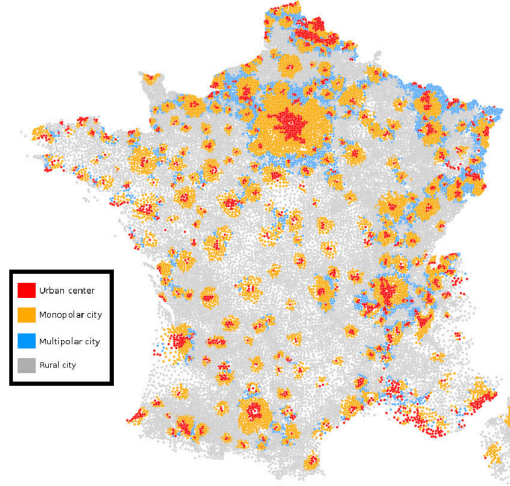 Urban center
Monopolar city
Multipolar city
Rural city